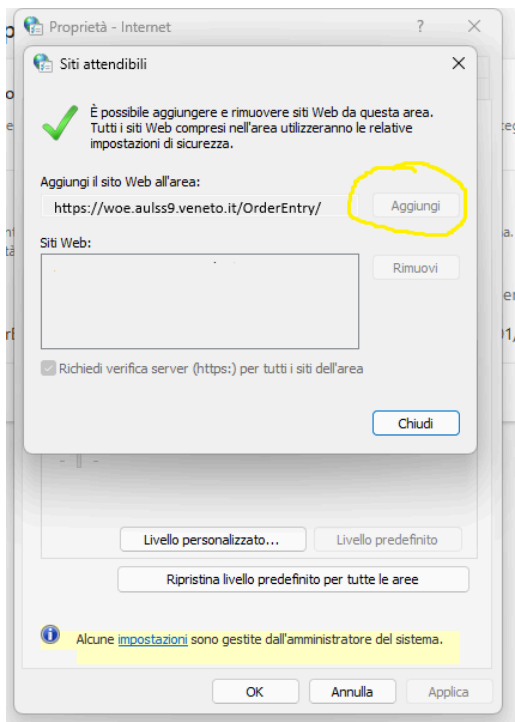 Proprietà - Internet
Siti attendibili
È possibile aggiungere e rimuovere siti Web da questa area.
Tutti i siti Web compresi nell'area utilizzeranno le relative
impostazioni di sicurezza.
Aggiungi il sito Web all'area:
https://woe.aulss9.veneto.it/OrderEntry/
Aggiungi
Siti Web:
Rimuovi
Richiedi verifica server (https:) per tutti i siti dell'area
Chiudi
Livello personalizzato...
Livello predefinito
Ripristina livello predefinito per tutte le aree
Alcune impostazioni sono gestite dall'amministratore del sistema.
OK
Annulla
Applica